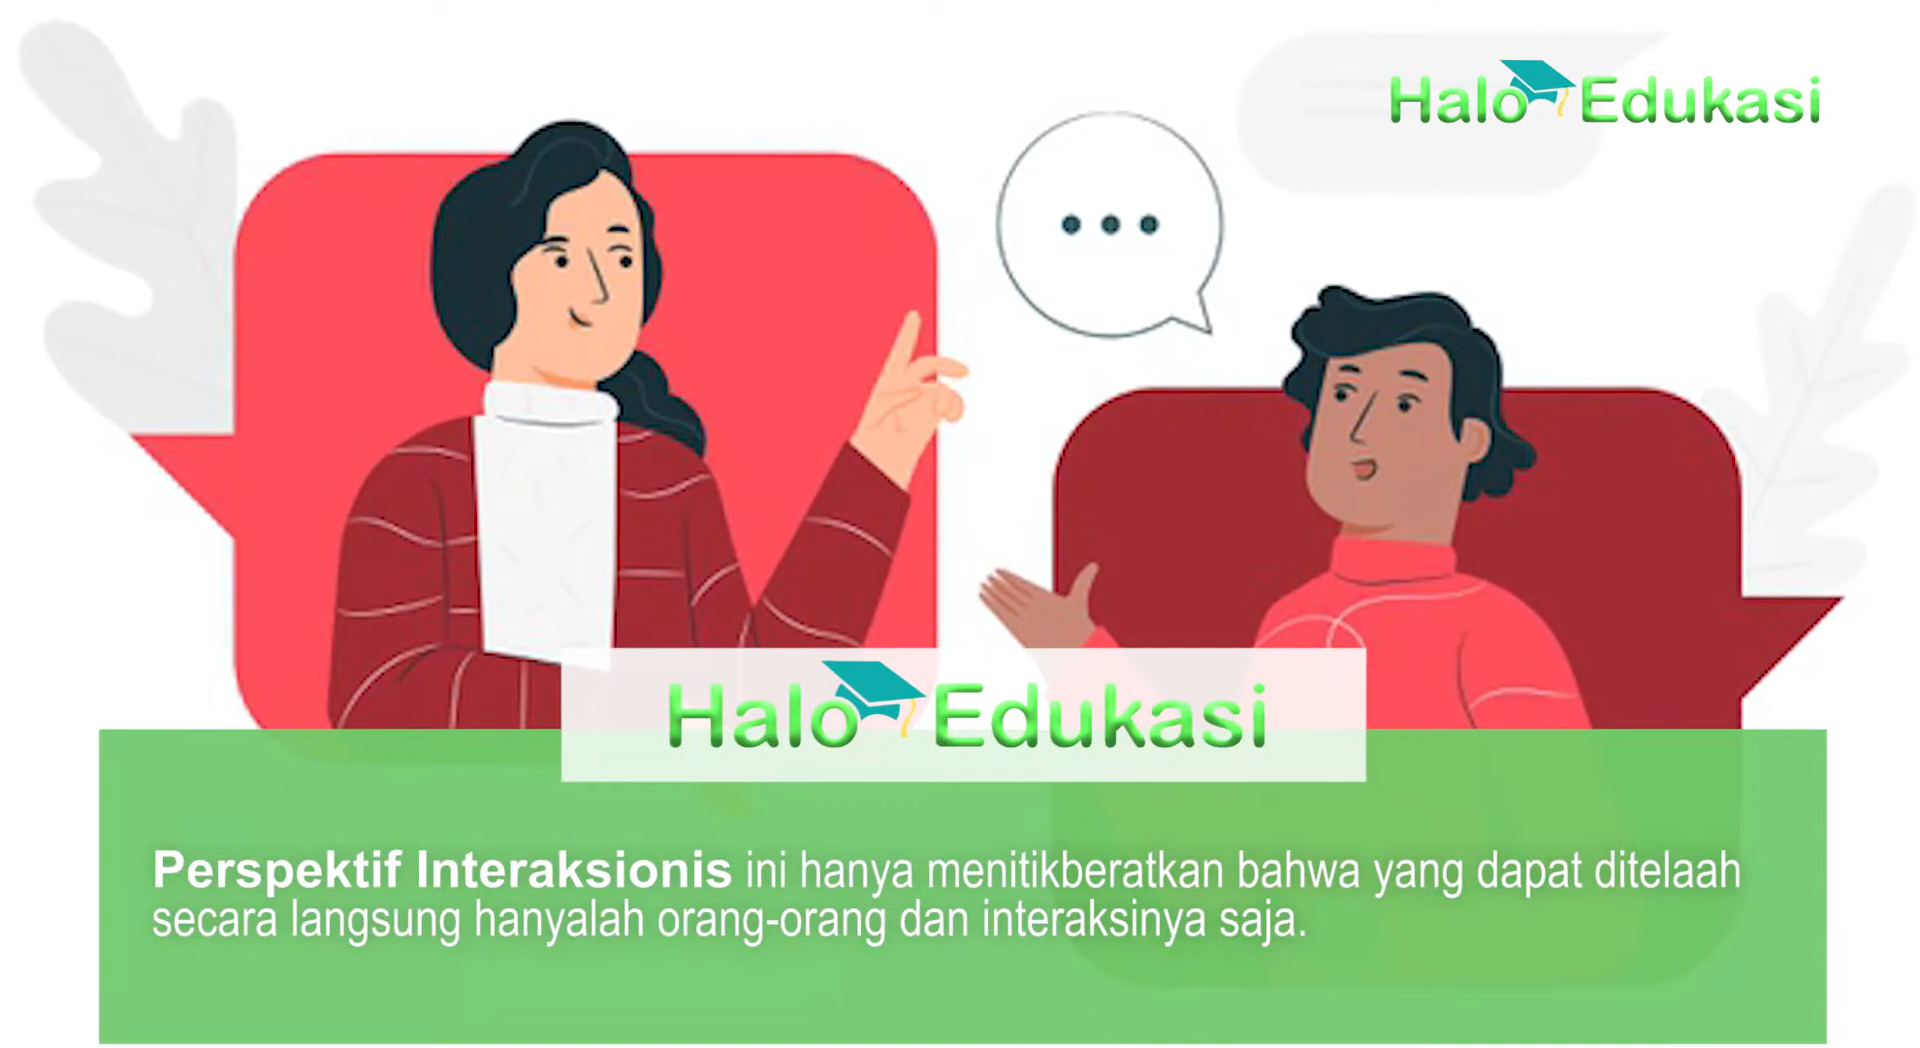 Halo Edukasi
Halo Edukasi
Perspektif Interaksionis ini hanya menitikberatkan bahwa yang dapat ditelaah
secara langsung hanyalah orang-orang dan interaksinya saja.